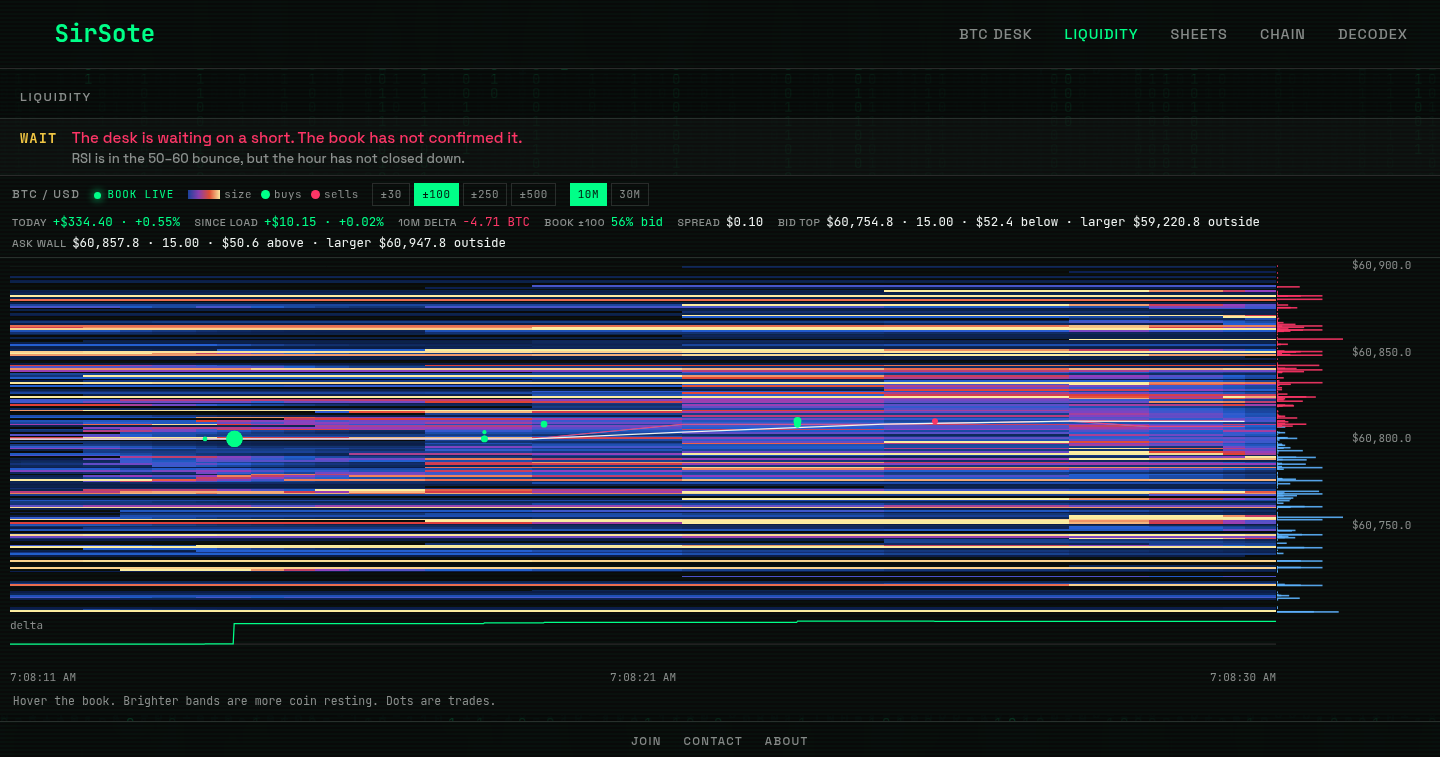 SirSote
BTC DESK LIQUIDITY SHEETS CHAIN DECODEX
LIQUIDITY
WAIT The desk is waiting on a short. The book has not confirmed it.
RSI is in the 50–60 bounce, but the hour has not closed down.
BTC / USD BOOK LIVE size buys sells ±30 ±100 ±250 ±500 10M 30M
TODAY +$334.40 · +0.55% SINCE LOAD +$10.15 · +0.02% 10M DELTA -4.71 BTC BOOK ±100 56% bid SPREAD $0.10 BID TOP $60,754.8 · 15.00 · $52.4 below · larger $59,220.8 outside
ASK WALL $60,857.8 · 15.00 · $50.6 above · larger $60,947.8 outside
$60,900.0
$60,850.0
$60,800.0
$60,750.0
delta
7:08:11 AM 7:08:21 AM 7:08:30 AM
Hover the book. Brighter bands are more coin resting. Dots are trades.
JOIN CONTACT ABOUT